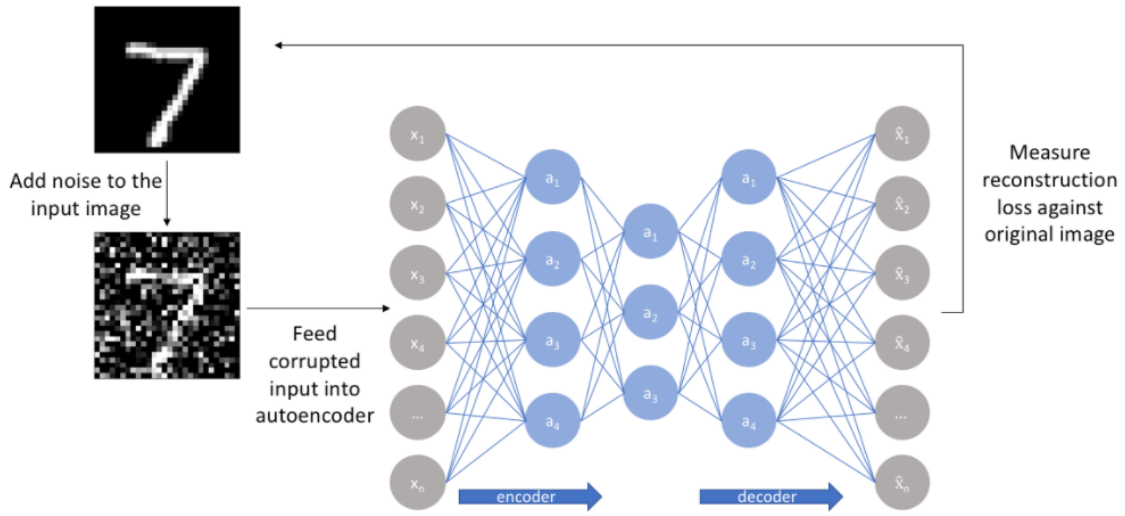 Add noise to the
input image
Feed
corrupted
input into
autoencoder
x₁
x₂
x₃
x₄
...
xₙ
a₁
a₂
a₃
a₄
a₁
a₂
a₃
a₁
a₂
a₃
a₄
x̂₁
x̂₂
x̂₃
x̂₄
...
x̂ₙ
encoder
decoder
Measure
reconstruction
loss against
original image